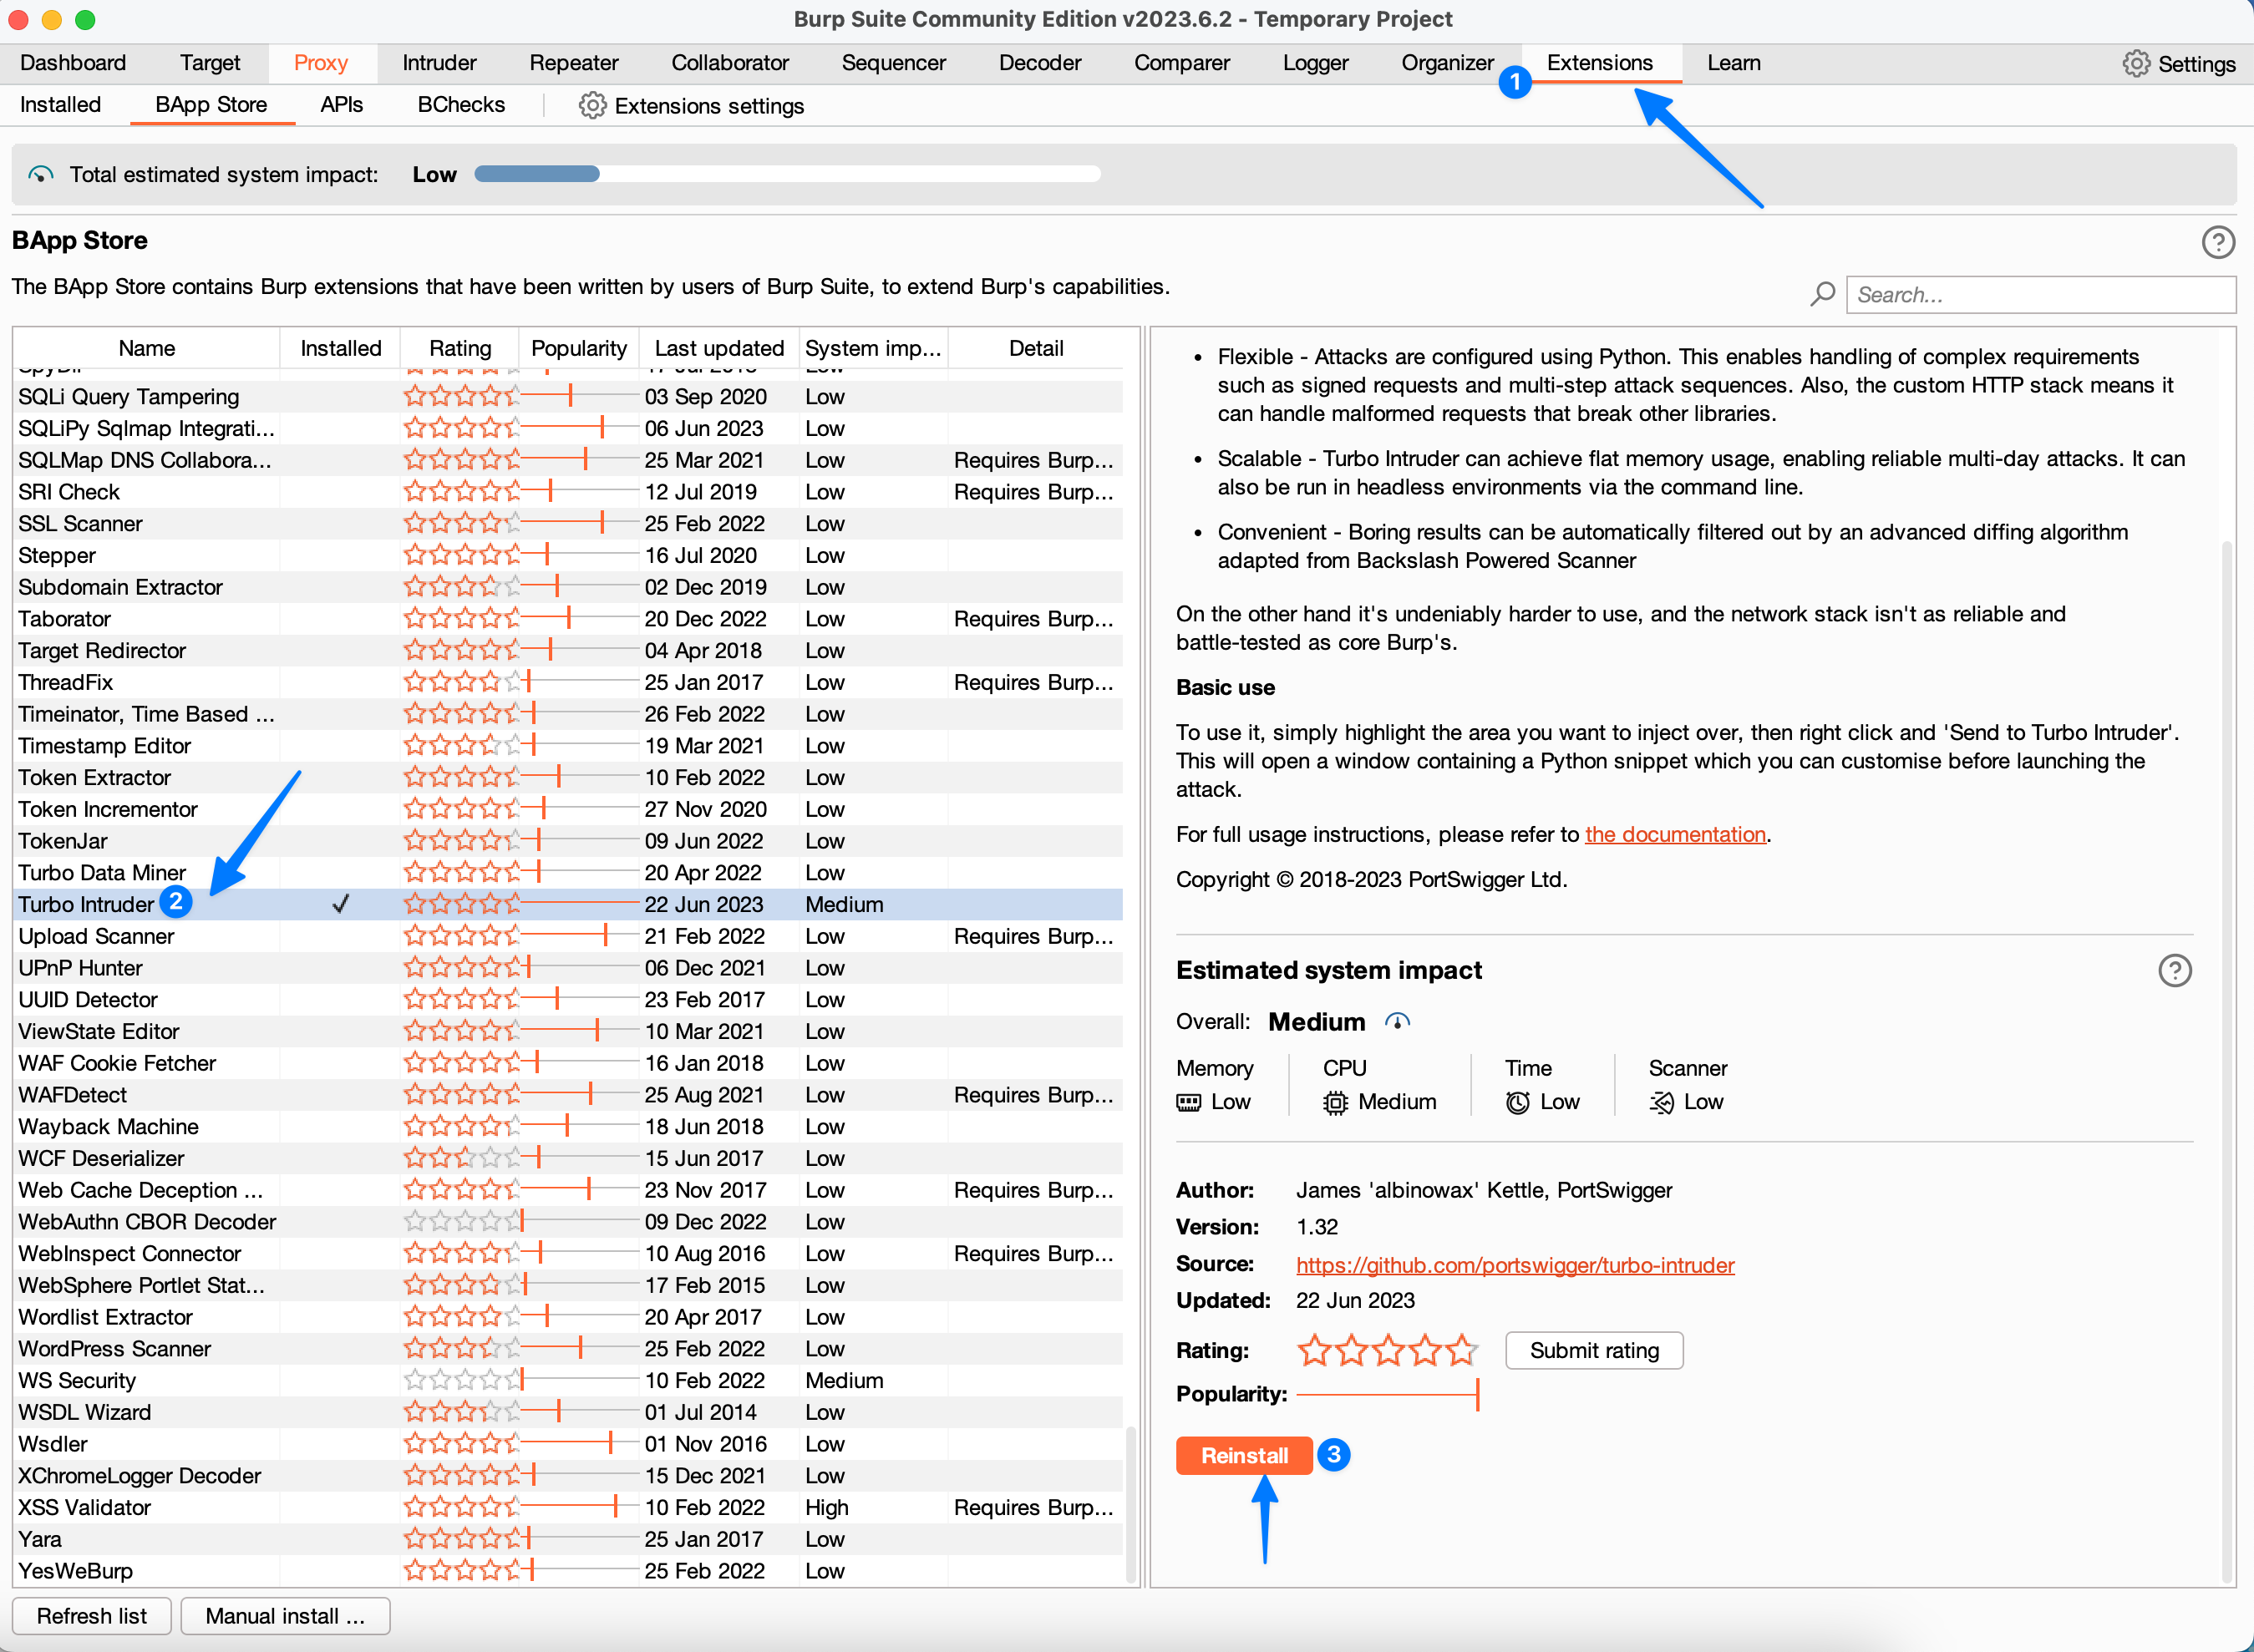 Burp Suite Community Edition v2023.6.2 - Temporary Project
Dashboard Target Proxy Intruder Repeater Collaborator Sequencer Decoder Comparer Logger Organizer 1 Extensions Learn Settings
Installed BApp Store APIs BChecks Extensions settings
Total estimated system impact: Low
BApp Store
The BApp Store contains Burp extensions that have been written by users of Burp Suite, to extend Burp's capabilities.
Search...
Name Installed Rating Popularity Last updated System imp... Detail
SQLi Query Tampering 03 Sep 2020 Low
SQLiPy Sqlmap Integrati... 06 Jun 2023 Low
SQLMap DNS Collabora... 25 Mar 2021 Low Requires Burp...
SRI Check 12 Jul 2019 Low Requires Burp...
SSL Scanner 25 Feb 2022 Low
Stepper 16 Jul 2020 Low
Subdomain Extractor 02 Dec 2019 Low
Taborator 20 Dec 2022 Low Requires Burp...
Target Redirector 04 Apr 2018 Low
ThreadFix 25 Jan 2017 Low Requires Burp...
Timeinator, Time Based ... 26 Feb 2022 Low
Timestamp Editor 19 Mar 2021 Low
Token Extractor 10 Feb 2022 Low
Token Incrementor 27 Nov 2020 Low
TokenJar 09 Jun 2022 Low
Turbo Data Miner 20 Apr 2022 Low
Turbo Intruder 2 ✓ 22 Jun 2023 Medium
Upload Scanner 21 Feb 2022 Low Requires Burp...
UPnP Hunter 06 Dec 2021 Low
UUID Detector 23 Feb 2017 Low
ViewState Editor 10 Mar 2021 Low
WAF Cookie Fetcher 16 Jan 2018 Low
WAFDetect 25 Aug 2021 Low Requires Burp...
Wayback Machine 18 Jun 2018 Low
WCF Deserializer 15 Jun 2017 Low
Web Cache Deception ... 23 Nov 2017 Low Requires Burp...
WebAuthn CBOR Decoder 09 Dec 2022 Low
WebInspect Connector 10 Aug 2016 Low Requires Burp...
WebSphere Portlet Stat... 17 Feb 2015 Low
Wordlist Extractor 20 Apr 2017 Low
WordPress Scanner 25 Feb 2022 Low
WS Security 10 Feb 2022 Medium
WSDL Wizard 01 Jul 2014 Low
Wsdler 01 Nov 2016 Low
XChromeLogger Decoder 15 Dec 2021 Low
XSS Validator 10 Feb 2022 High Requires Burp...
Yara 25 Jan 2017 Low
YesWeBurp 25 Feb 2022 Low
Refresh list Manual install ...
• Flexible - Attacks are configured using Python. This enables handling of complex requirements
such as signed requests and multi-step attack sequences. Also, the custom HTTP stack means it
can handle malformed requests that break other libraries.
• Scalable - Turbo Intruder can achieve flat memory usage, enabling reliable multi-day attacks. It can
also be run in headless environments via the command line.
• Convenient - Boring results can be automatically filtered out by an advanced diffing algorithm
adapted from Backslash Powered Scanner
On the other hand it's undeniably harder to use, and the network stack isn't as reliable and
battle-tested as core Burp's.
Basic use
To use it, simply highlight the area you want to inject over, then right click and 'Send to Turbo Intruder'.
This will open a window containing a Python snippet which you can customise before launching the
attack.
For full usage instructions, please refer to the documentation.
Copyright © 2018-2023 PortSwigger Ltd.
Estimated system impact
Overall: Medium
Memory CPU Time Scanner
Low Medium Low Low
Author: James 'albinowax' Kettle, PortSwigger
Version: 1.32
Source: https://github.com/portswigger/turbo-intruder
Updated: 22 Jun 2023
Rating: Submit rating
Popularity:
Reinstall 3